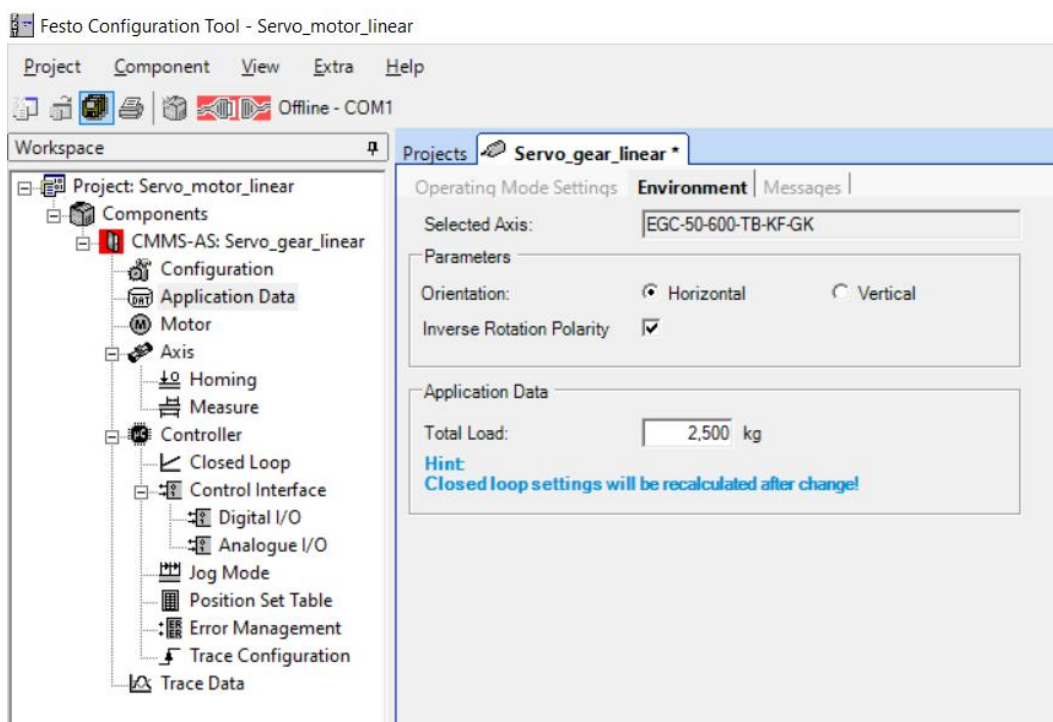 Festo Configuration Tool - Servo_motor_linear
Project Component View Extra Help
Offline - COM1
Workspace
Projects Servo_gear_linear *
Project: Servo_motor_linear
Components
CMMS-AS: Servo_gear_linear
Configuration
Application Data
Motor
Axis
Homing
Measure
Controller
Closed Loop
Control Interface
Digital I/O
Analogue I/O
Jog Mode
Position Set Table
Error Management
Trace Configuration
Trace Data
Operating Mode Settings Environment Messages
Selected Axis: EGC-50-600-TB-KF-GK
Parameters
Orientation: Horizontal Vertical
Inverse Rotation Polarity
Application Data
Total Load: 2,500 kg
Hint:
Closed loop settings will be recalculated after change!